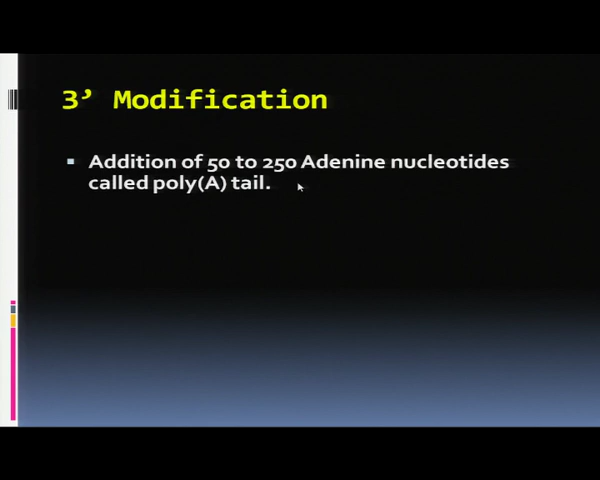 3’ Modification
Addition of 50 to 250 Adenine nucleotides
called poly(A) tail.